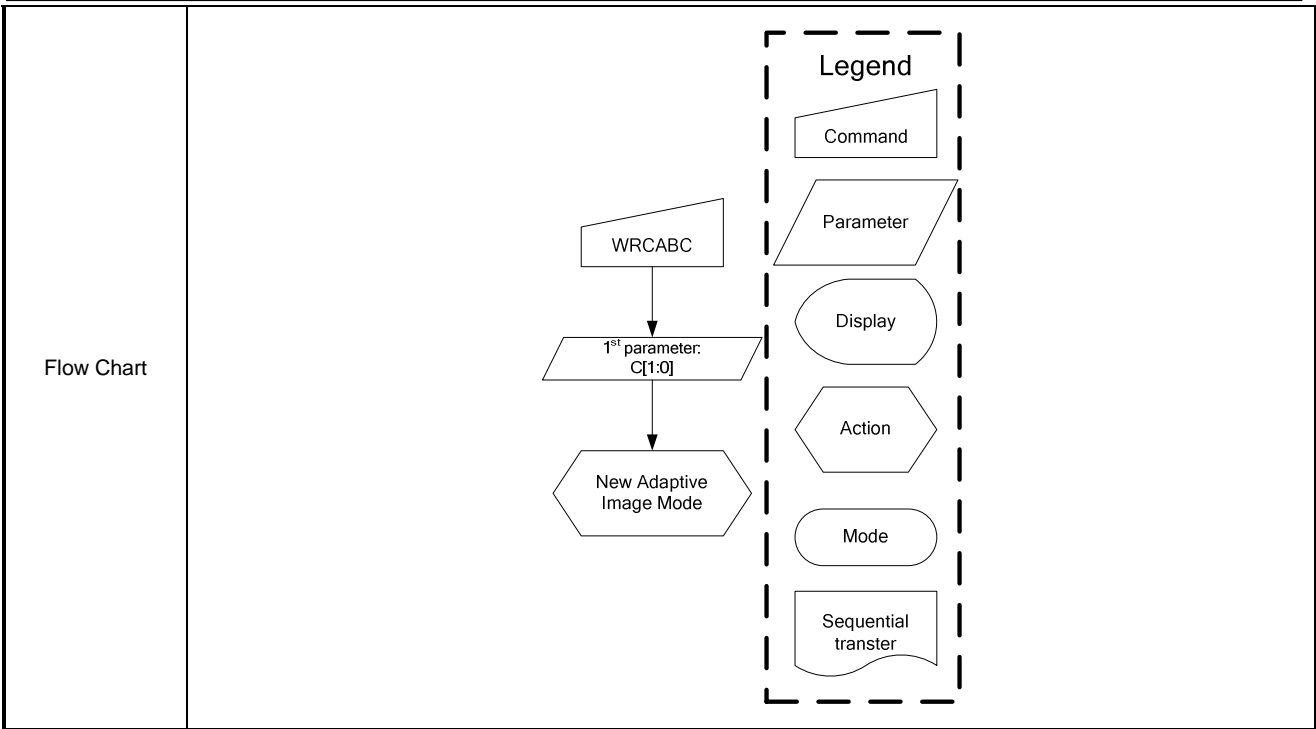 Flow Chart
WRCABC
1st parameter:
C[1:0]
New Adaptive
Image Mode
Legend
Command
Parameter
Display
Action
Mode
Sequential
transter